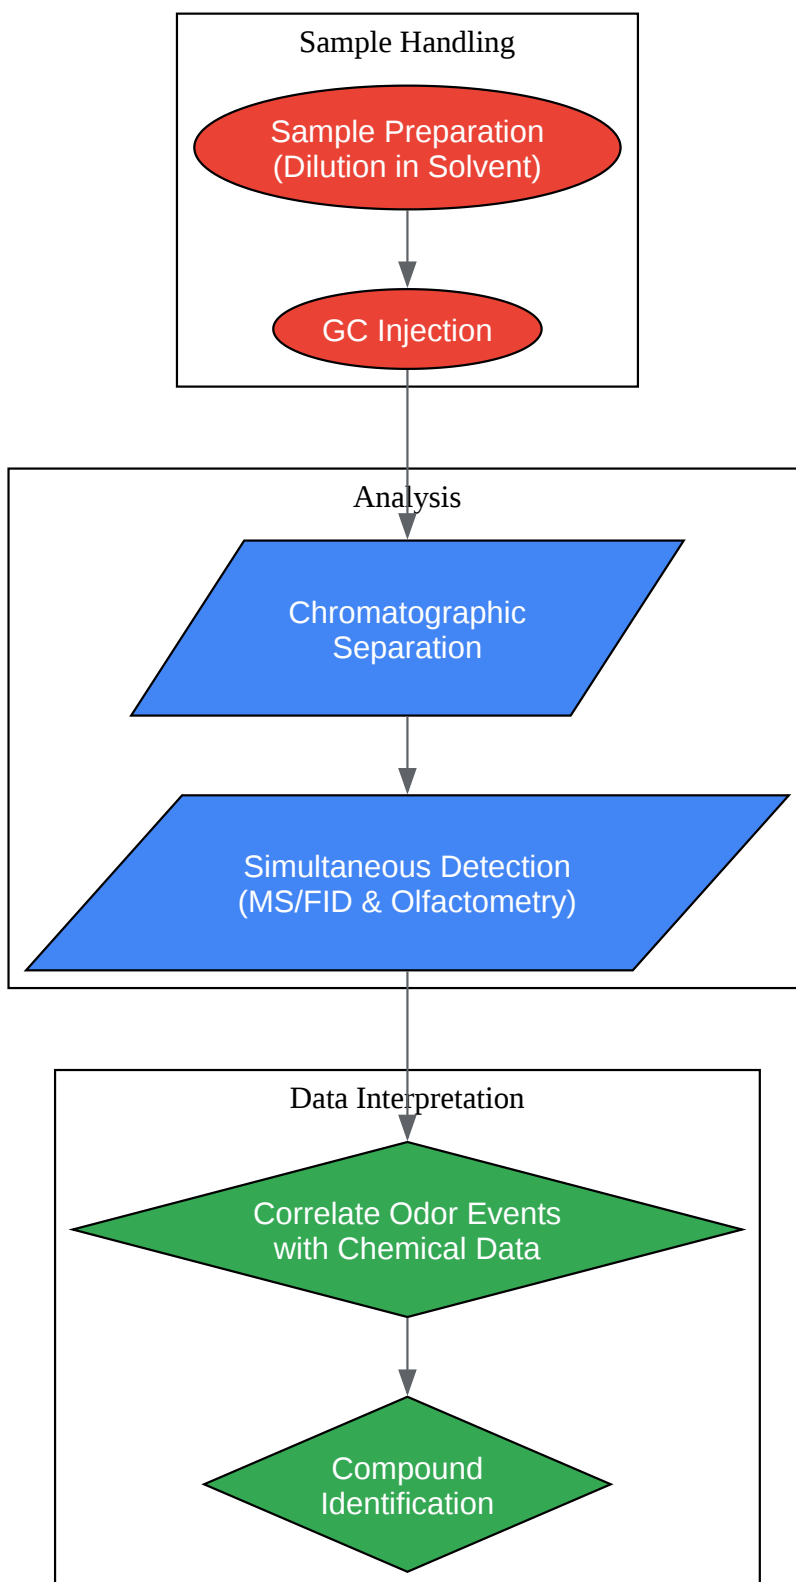 Sample Handling
Sample Preparation
(Dilution in Solvent)
GC Injection
Analysis
Chromatographic
Separation
Simultaneous Detection
(MS/FID & Olfactometry)
Data Interpretation
Correlate Odor Events
with Chemical Data
Compound
Identification